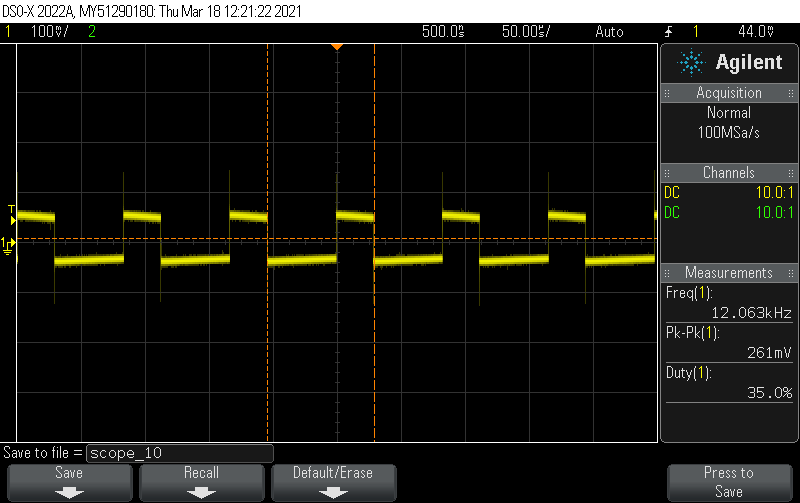 DSO-X 2022A, MY51290180: Thu Mar 18 12:21:22 2021
1 100mV/ 2 500.0ns 50.00us/ Auto 1 44.0mV
Agilent
Acquisition
Normal
100MSa/s
Channels
DC 10.0:1
DC 10.0:1
Measurements
Freq(1):
12.063kHz
Pk-Pk(1):
261mV
Duty(1):
35.0%
T
1
Save to file = scope_10
Save
Recall
Default/Erase
Press to
Save